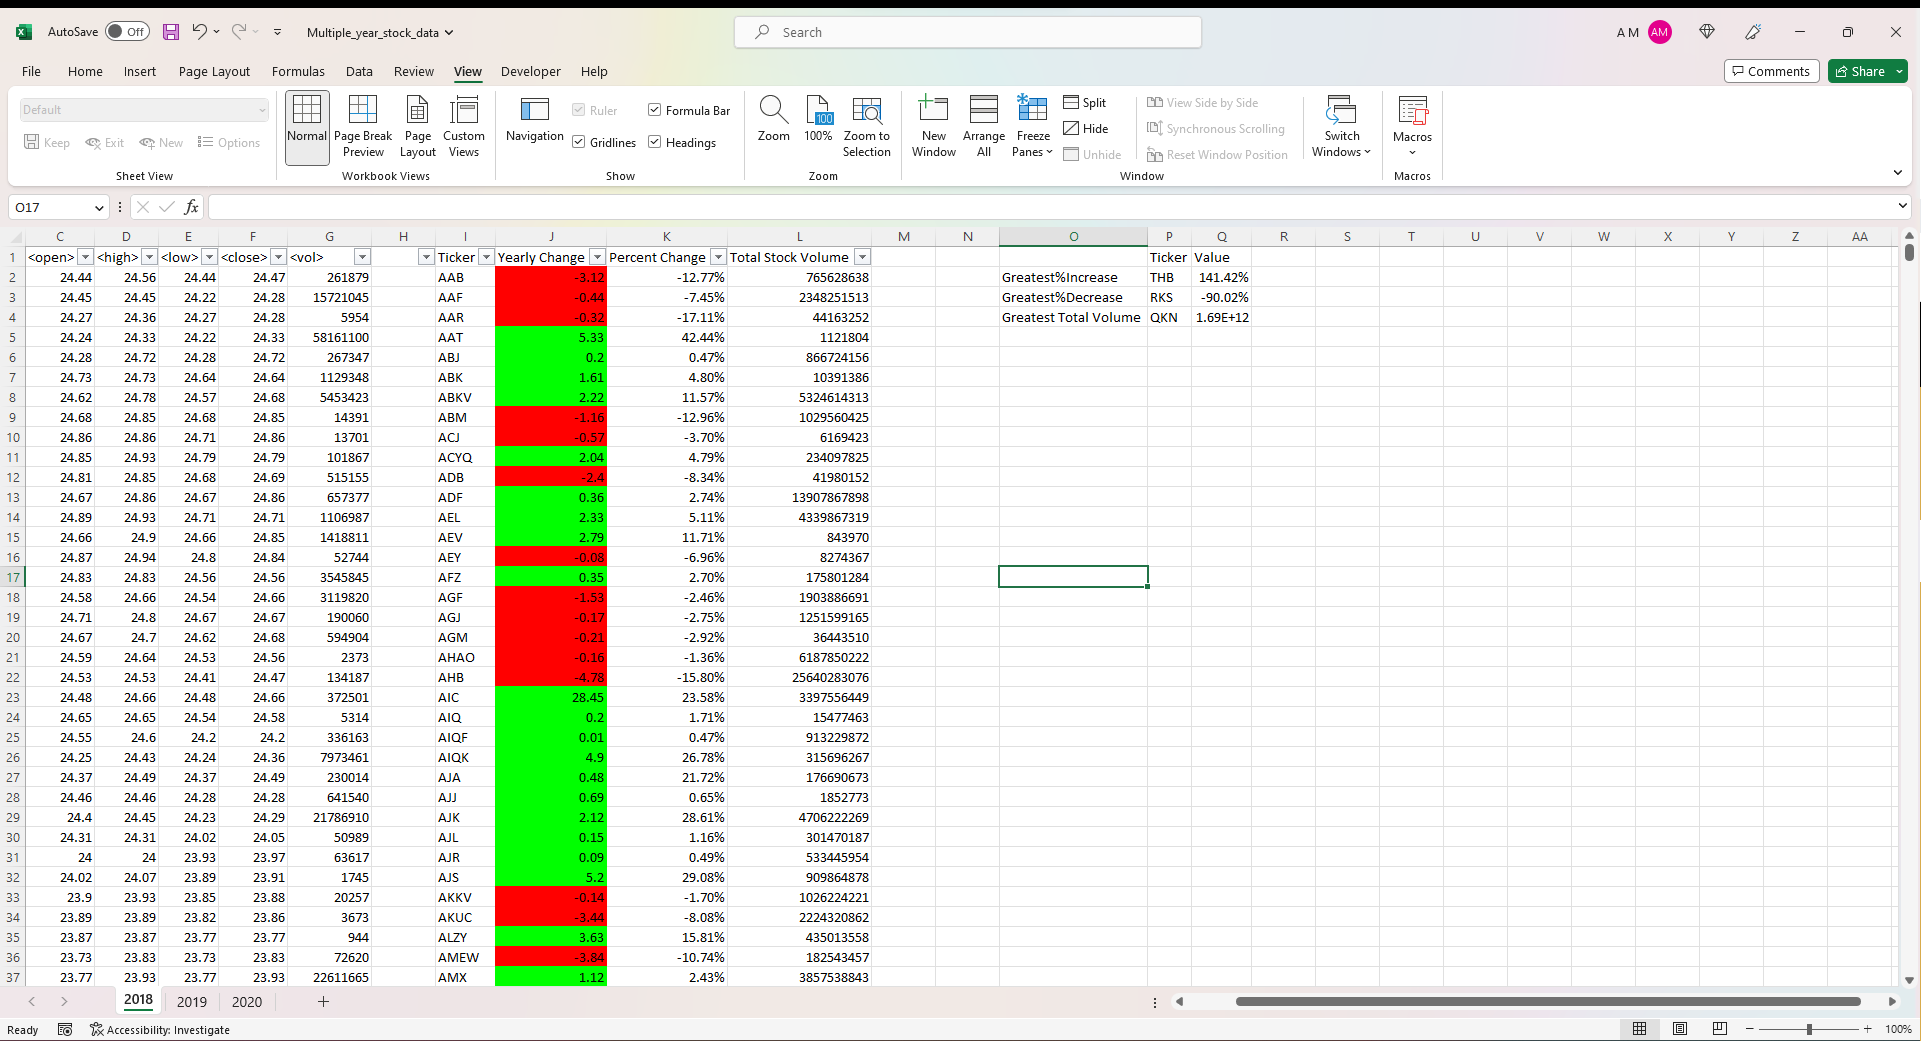 AutoSave Off Multiple_year_stock_data Search A M AM
File Home Insert Page Layout Formulas Data Review View Developer Help Comments Share
Default
Keep Exit New Options
Sheet View
Normal Page Break Preview Page Layout Custom Views
Workbook Views
Navigation Ruler Formula Bar Gridlines Headings
Show
Zoom 100 100% Zoom to Selection
Zoom
New Window Arrange All Freeze Panes Split Hide Unhide View Side by Side Synchronous Scrolling Reset Window Position Switch Windows
Window
Macros
Macros
O17 fx
C D E F G H I J K L M N O P Q R S T U V W X Y Z AA
1 <open> <high> <low> <close> <vol> Ticker Yearly Change Percent Change Total Stock Volume Ticker Value
2 24.44 24.56 24.44 24.47 261879 AAB -3.12 -12.77% 765628638 Greatest%Increase THB 141.42%
3 24.45 24.45 24.22 24.28 15721045 AAF -0.44 -7.45% 2348251513 Greatest%Decrease RKS -90.02%
4 24.27 24.36 24.27 24.28 5954 AAR -0.32 -17.11% 44163252 Greatest Total Volume QKN 1.69E+12
5 24.24 24.33 24.22 24.33 58161100 AAT 5.33 42.44% 1121804
6 24.28 24.72 24.28 24.72 267347 ABJ 0.2 0.47% 866724156
7 24.73 24.73 24.64 24.64 1129348 ABK 1.61 4.80% 10391386
8 24.62 24.78 24.57 24.68 5453423 ABKV 2.22 11.57% 5324614313
9 24.68 24.85 24.68 24.85 14391 ABM -1.16 -12.96% 1029560425
10 24.86 24.86 24.71 24.86 13701 ACJ -0.57 -3.70% 6169423
11 24.85 24.93 24.79 24.79 101867 ACYQ 2.04 4.79% 234097825
12 24.81 24.85 24.68 24.69 515155 ADB -2.4 -8.34% 41980152
13 24.67 24.86 24.67 24.86 657377 ADF 0.36 2.74% 13907867898
14 24.89 24.93 24.71 24.71 1106987 AEL 2.33 5.11% 4339867319
15 24.66 24.9 24.66 24.85 1418811 AEV 2.79 11.71% 843970
16 24.87 24.94 24.8 24.84 52744 AEY -0.08 -6.96% 8274367
17 24.83 24.83 24.56 24.56 3545845 AFZ 0.35 2.70% 175801284
18 24.58 24.66 24.54 24.66 3119820 AGF -1.53 -2.46% 1903886691
19 24.71 24.8 24.67 24.67 190060 AGJ -0.17 -2.75% 1251599165
20 24.67 24.7 24.62 24.68 594904 AGM -0.21 -2.92% 36443510
21 24.59 24.64 24.53 24.56 2373 AHAO -0.16 -1.36% 6187850222
22 24.53 24.53 24.41 24.47 134187 AHB -4.78 -15.80% 25640283076
23 24.48 24.66 24.48 24.66 372501 AIC 28.45 23.58% 3397556449
24 24.65 24.65 24.54 24.58 5314 AIQ 0.2 1.71% 15477463
25 24.55 24.6 24.2 24.2 336163 AIQF 0.01 0.47% 913229872
26 24.25 24.43 24.24 24.36 7973461 AIQK 4.9 26.78% 315696267
27 24.37 24.49 24.37 24.49 230014 AJA 0.48 21.72% 176690673
28 24.46 24.46 24.28 24.28 641540 AJJ 0.69 0.65% 1852773
29 24.4 24.45 24.23 24.29 21786910 AJK 2.12 28.61% 4706222269
30 24.31 24.31 24.02 24.05 50989 AJL 0.15 1.16% 301470187
31 24 24 23.93 23.97 63617 AJR 0.09 0.49% 533445954
32 24.02 24.07 23.89 23.91 1745 AJS 5.2 29.08% 909864878
33 23.9 23.93 23.85 23.88 20257 AKKV -0.14 -1.70% 1026224221
34 23.89 23.89 23.82 23.86 3673 AKUC -3.44 -8.08% 2224320862
35 23.87 23.87 23.77 23.77 944 ALZY 3.63 15.81% 435013558
36 23.73 23.83 23.73 23.83 72620 AMEW -3.84 -10.74% 182543457
37 23.77 23.93 23.77 23.93 22611665 AMX 1.12 2.43% 3857538843
2018 2019 2020
Ready Accessibility: Investigate 100%